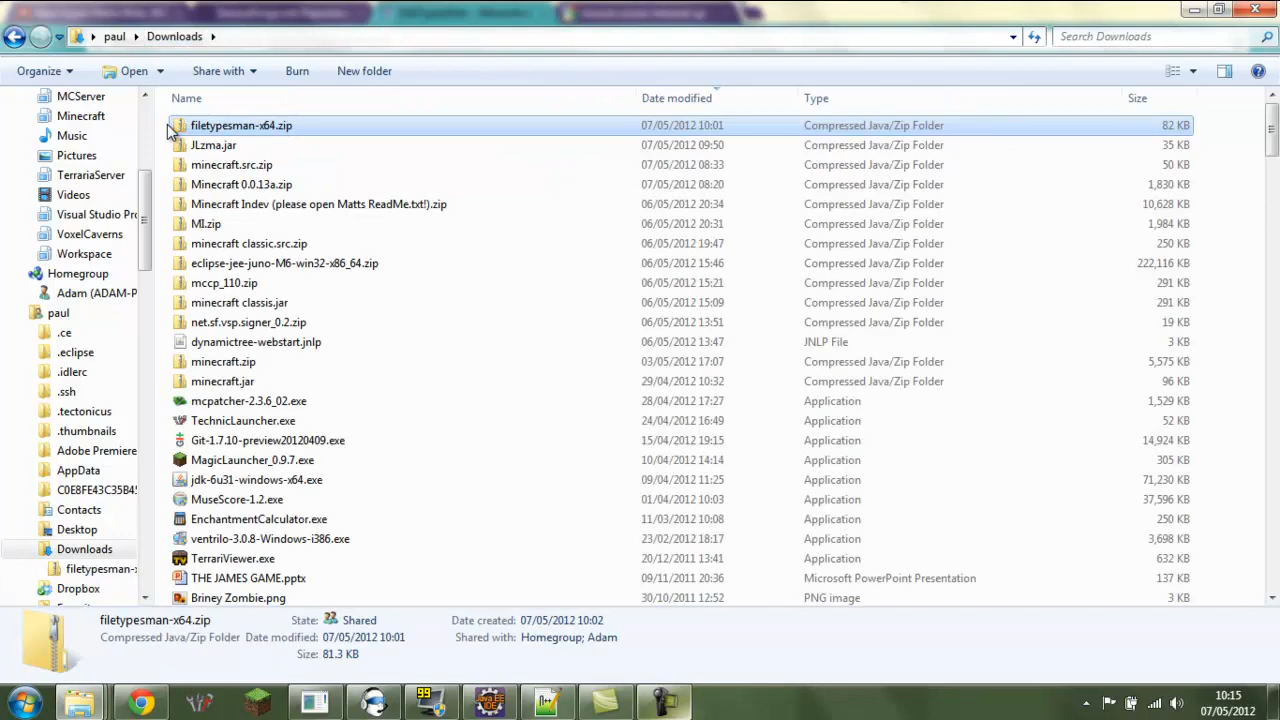 paul Downloads
Search Downloads
Organize Open Share with Burn New folder
Name Date modified Type Size
MCServer
Minecraft
Music
Pictures
TerrariaServer
Videos
Visual Studio Pro
VoxelCaverns
Workspace
Homegroup
Adam (ADAM-P
paul
.ce
.eclipse
.idlerc
.ssh
.tectonicus
.thumbnails
Adobe Premiere
AppData
C0E8FE43C35B45
Contacts
Desktop
Downloads
filetypesman-x
Dropbox
filetypesman-x64.zip 07/05/2012 10:01 Compressed Java/Zip Folder 82 KB
JLzma.jar 07/05/2012 09:50 Compressed Java/Zip Folder 35 KB
minecraft.src.zip 07/05/2012 08:33 Compressed Java/Zip Folder 50 KB
Minecraft 0.0.13a.zip 07/05/2012 08:20 Compressed Java/Zip Folder 1,830 KB
Minecraft Indev (please open Matts ReadMe.txt!).zip 06/05/2012 20:34 Compressed Java/Zip Folder 10,628 KB
MI.zip 06/05/2012 20:31 Compressed Java/Zip Folder 1,984 KB
minecraft classic.src.zip 06/05/2012 19:47 Compressed Java/Zip Folder 250 KB
eclipse-jee-juno-M6-win32-x86_64.zip 06/05/2012 15:46 Compressed Java/Zip Folder 222,116 KB
mccp_110.zip 06/05/2012 15:21 Compressed Java/Zip Folder 291 KB
minecraft classis.jar 06/05/2012 15:09 Compressed Java/Zip Folder 291 KB
net.sf.vsp.signer_0.2.zip 06/05/2012 13:51 Compressed Java/Zip Folder 19 KB
dynamictree-webstart.jnlp 06/05/2012 13:47 JNLP File 3 KB
minecraft.zip 03/05/2012 17:07 Compressed Java/Zip Folder 5,575 KB
minecraft.jar 29/04/2012 10:32 Compressed Java/Zip Folder 96 KB
mcpatcher-2.3.6_02.exe 28/04/2012 17:27 Application 1,529 KB
TechnicLauncher.exe 24/04/2012 16:49 Application 52 KB
Git-1.7.10-preview20120409.exe 15/04/2012 19:15 Application 14,924 KB
MagicLauncher_0.9.7.exe 10/04/2012 14:14 Application 305 KB
jdk-6u31-windows-x64.exe 09/04/2012 11:25 Application 71,230 KB
MuseScore-1.2.exe 01/04/2012 10:03 Application 37,596 KB
EnchantmentCalculator.exe 11/03/2012 10:08 Application 250 KB
ventrilo-3.0.8-Windows-i386.exe 23/02/2012 18:17 Application 3,698 KB
TerrariViewer.exe 20/12/2011 13:41 Application 632 KB
THE JAMES GAME.pptx 09/11/2011 20:36 Microsoft PowerPoint Presentation 137 KB
Briney Zombie.png 30/10/2011 12:52 PNG image 3 KB
filetypesman-x64.zip State: Shared Date created: 07/05/2012 10:02
Compressed Java/Zip Folder Date modified: 07/05/2012 10:01 Shared with: Homegroup; Adam
Size: 81.3 KB
99
Java EE
IDE
10:15
07/05/2012